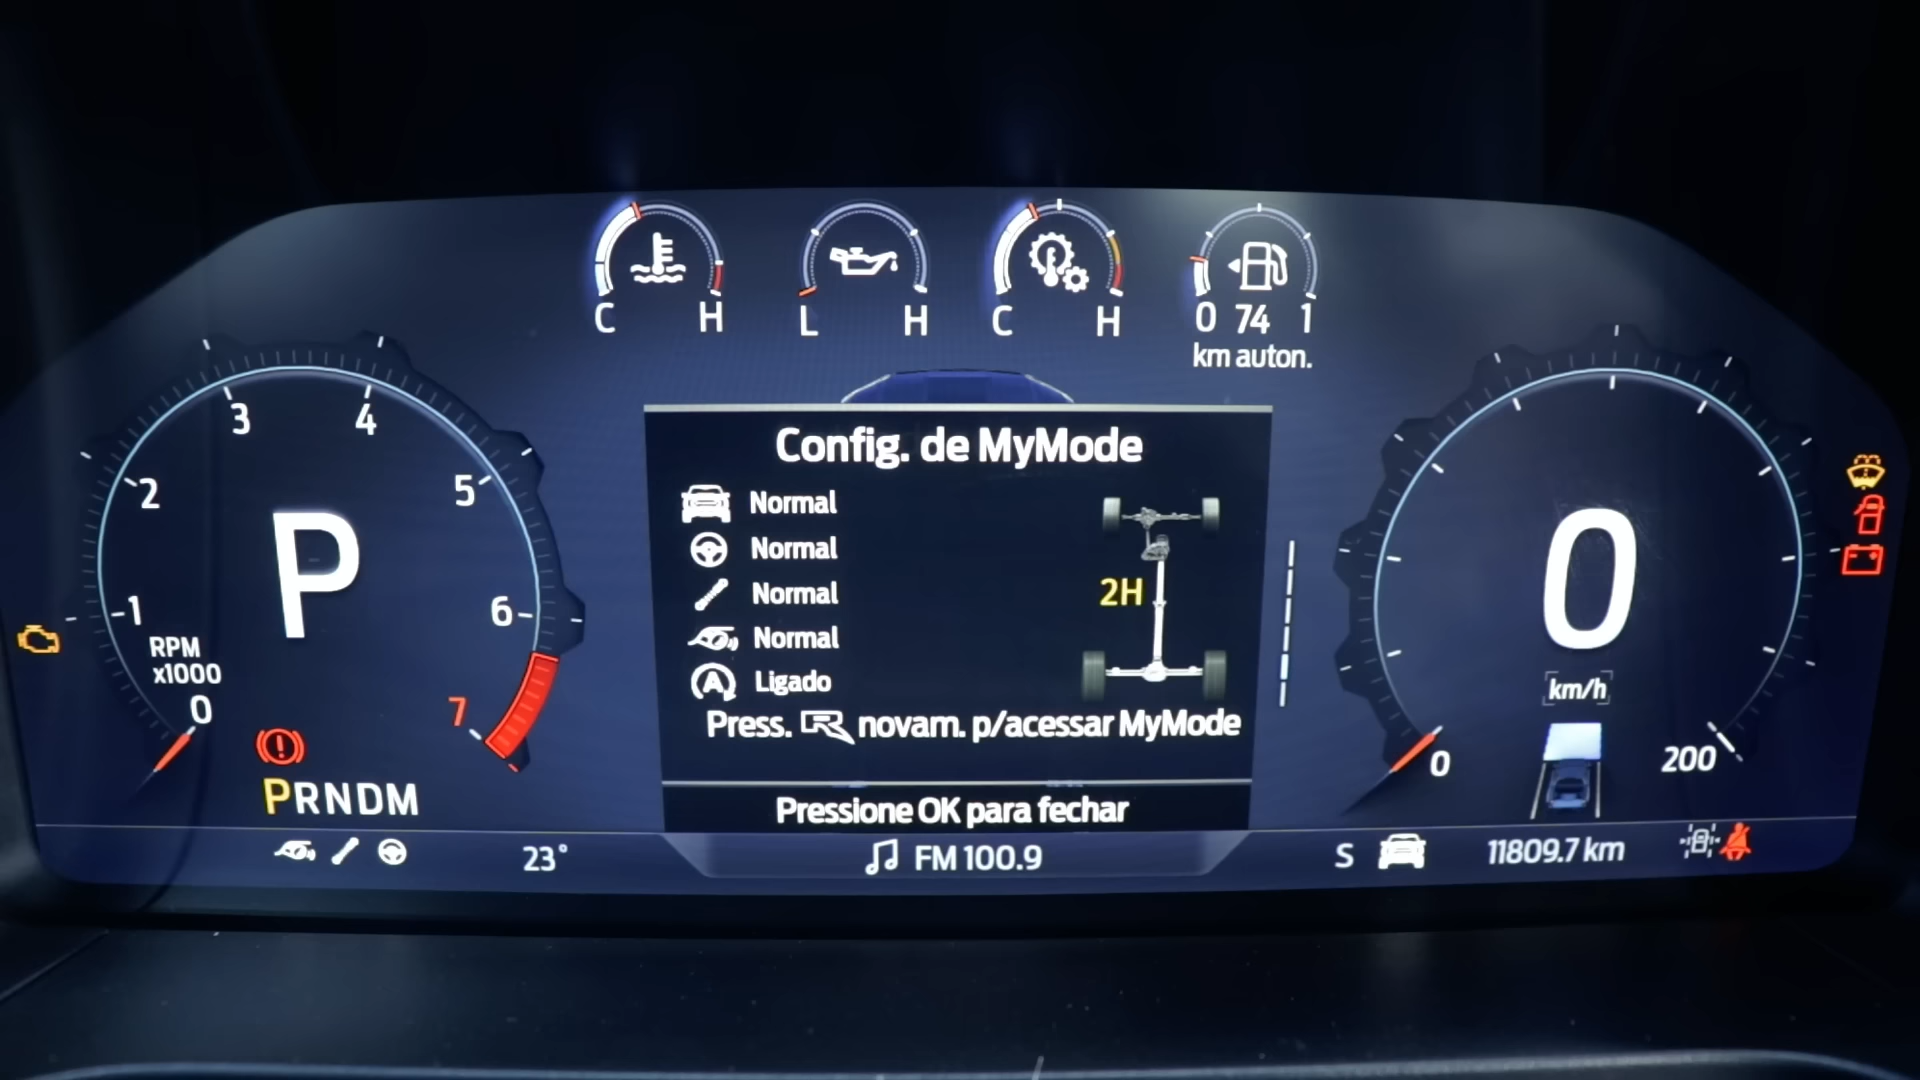 C H
L H
C H
0 74 1
km auton.
1
2
3
4
5
6
7
0
RPM
x1000
P
PRNDM
Config. de MyMode
Normal
Normal
Normal
Normal
A Ligado
2H
Press. R novam. p/acessar MyMode
Pressione OK para fechar
0
km/h
0
200
23°
FM 100.9
S
11809.7 km